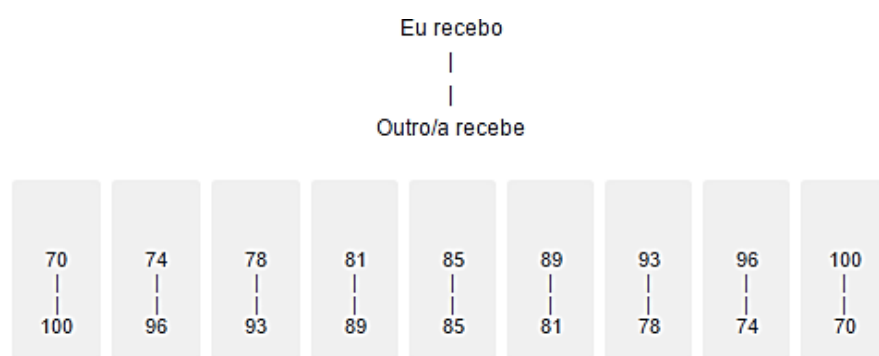 Eu recebo
|
|
Outro/a recebe
70 74 78 81 85 89 93 96 100
| | | | | | | | |
| | | | | | | | |
100 96 93 89 85 81 78 74 70